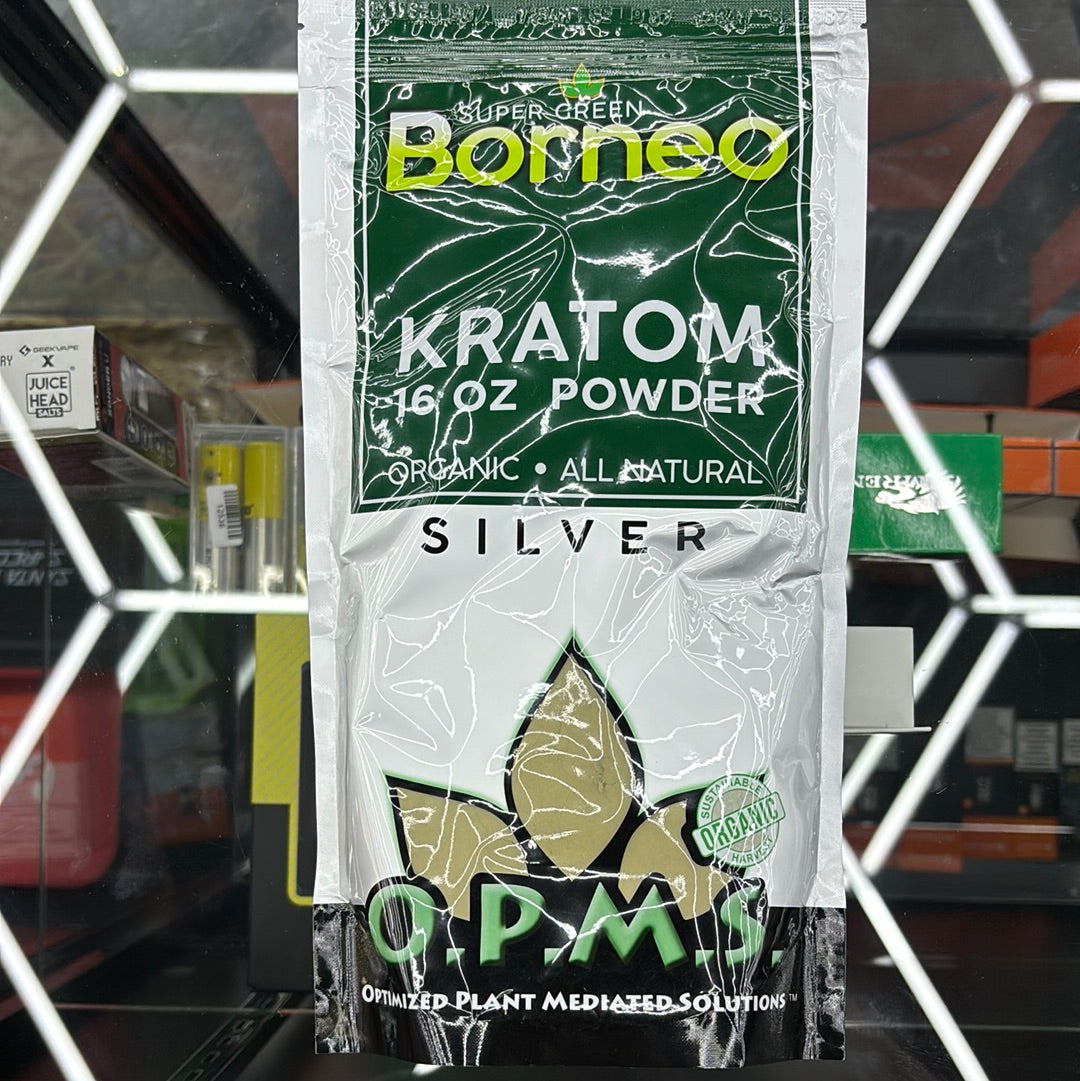 SUPER GREEN
Borneo
KRATOM
16 OZ POWDER
ORGANIC • ALL NATURAL
SILVER
SUSTAINABLE
ORGANIC
HARVEST
O.P.M.S.
OPTIMIZED PLANT MEDIATED SOLUTIONS™
RY
GEEKVAPE
X
JUICE
HEAD
SALTS